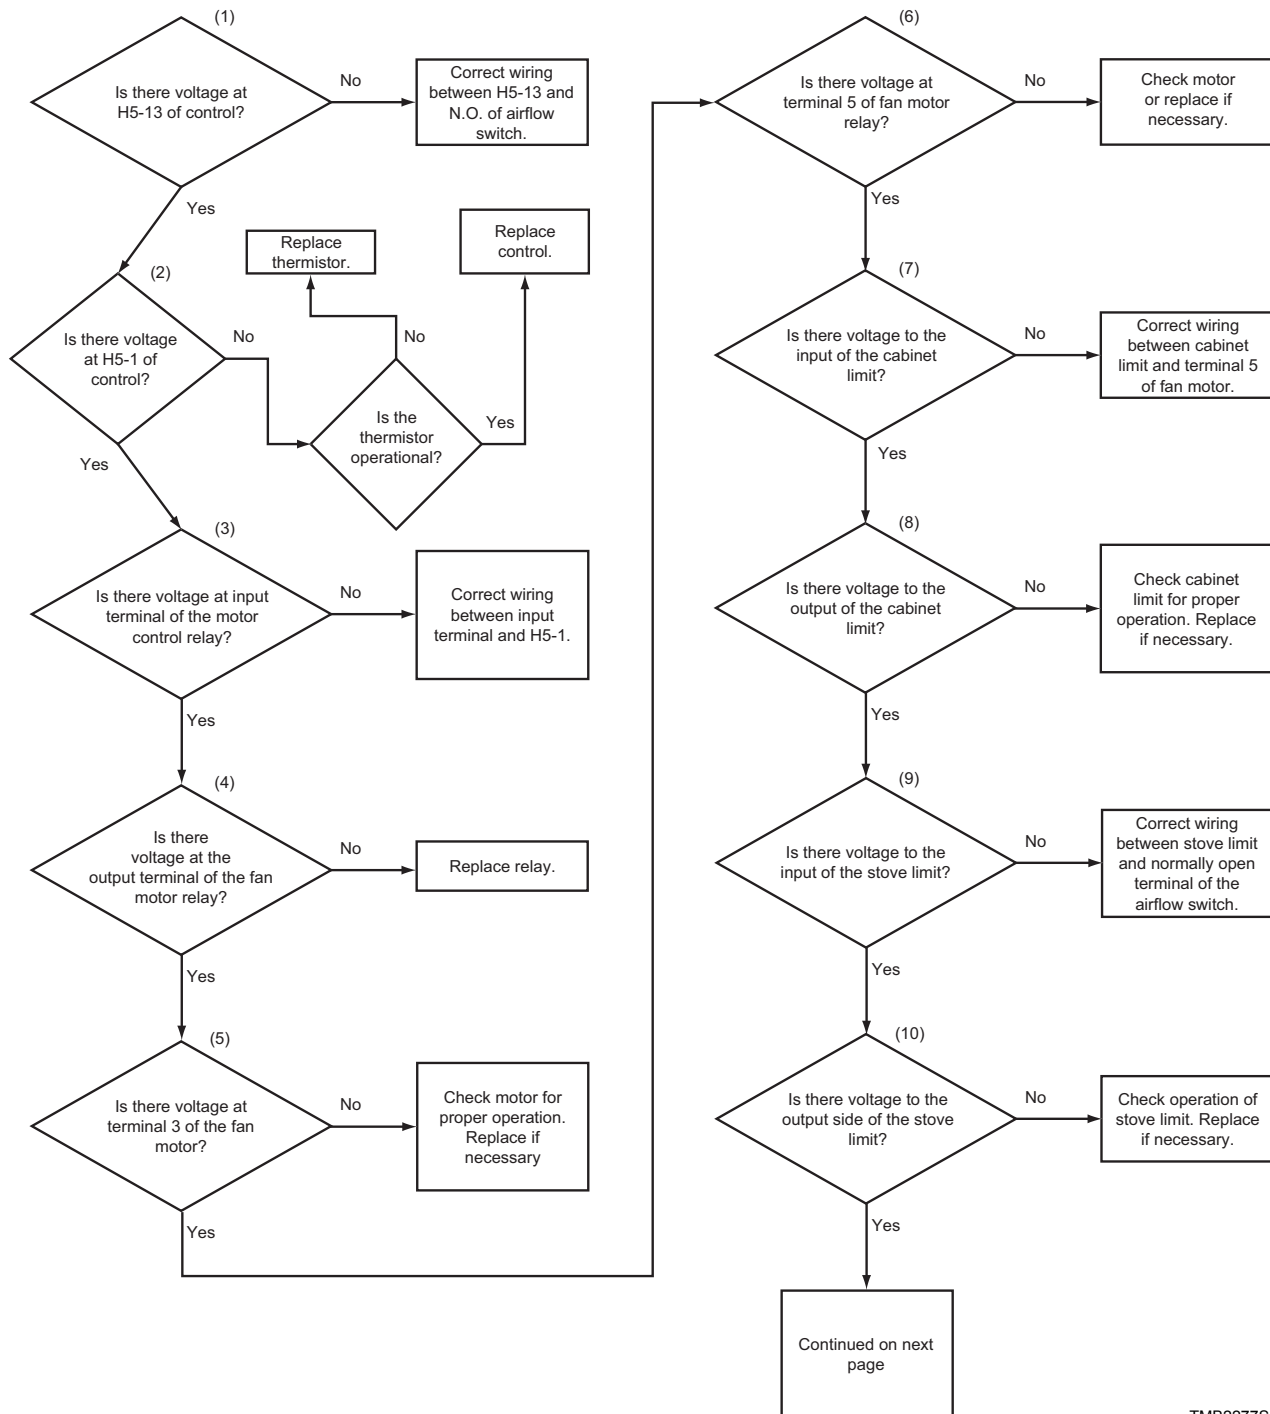 (1)
Is there voltage at
H5-13 of control?
No
Correct wiring
between H5-13 and
N.O. of airflow
switch.
Yes
(2)
Is there voltage
at H5-1 of
control?
No
Replace
thermistor.
Replace
control.
No
Is the
thermistor
operational?
Yes
Yes
(3)
Is there voltage at input
terminal of the motor
control relay?
No
Correct wiring
between input
terminal and H5-1.
Yes
(4)
Is there
voltage at the
output terminal of the fan
motor relay?
No
Replace relay.
Yes
(5)
Is there voltage at
terminal 3 of the fan
motor?
No
Check motor for
proper operation.
Replace if
necessary
Yes
(6)
Is there voltage at
terminal 5 of fan motor
relay?
No
Check motor
or replace if
necessary.
Yes
(7)
Is there voltage to the
input of the cabinet
limit?
No
Correct wiring
between cabinet
limit and terminal 5
of fan motor.
Yes
(8)
Is there voltage to the
output of the cabinet
limit?
No
Check cabinet
limit for proper
operation. Replace
if necessary.
Yes
(9)
Is there voltage to the
input of the stove limit?
No
Correct wiring
between stove limit
and normally open
terminal of the
airflow switch.
Yes
(10)
Is there voltage to the
output side of the stove
limit?
No
Check operation of
stove limit. Replace
if necessary.
Yes
Continued on next
page